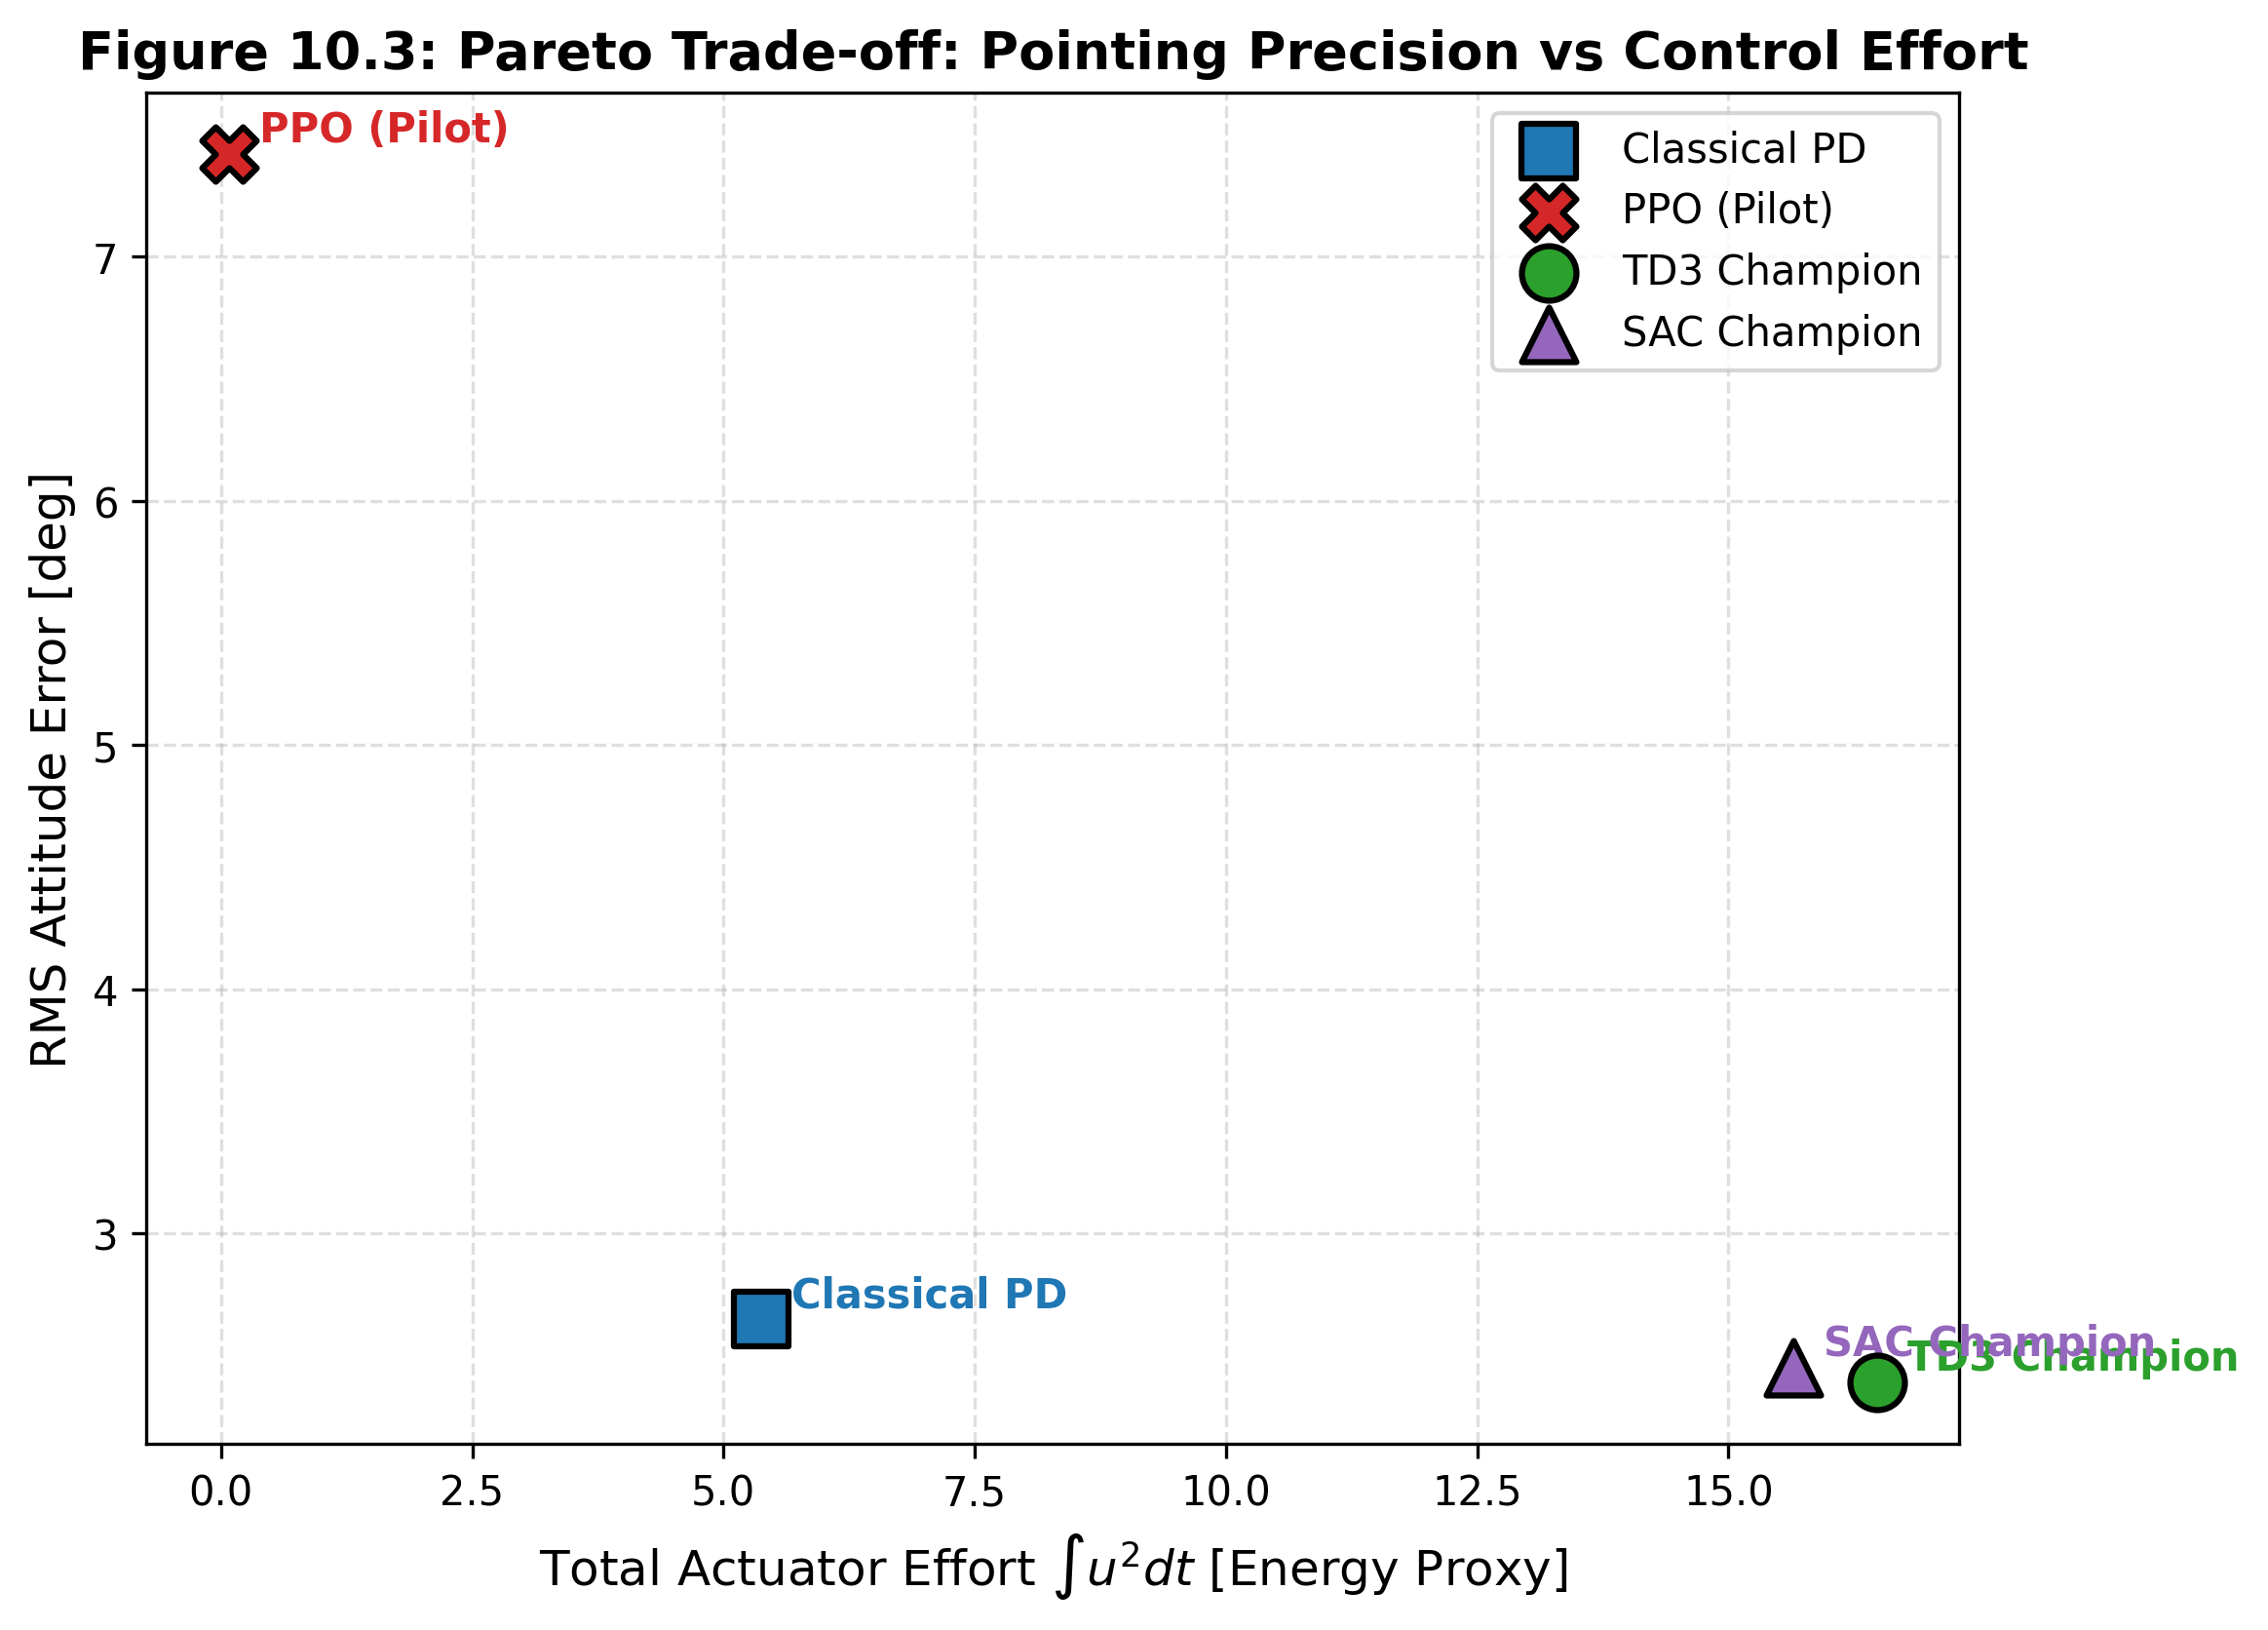 Figure 10.3: Pareto Trade-off: Pointing Precision vs Control Effort
PPO (Pilot)
Classical PD
PPO (Pilot)
TD3 Champion
SAC Champion
RMS Attitude Error [deg]
7
6
5
4
3
Classical PD
SAC Champion
TD3 Champion
0.0 2.5 5.0 7.5 10.0 12.5 15.0
Total Actuator Effort ∫u²dt [Energy Proxy]